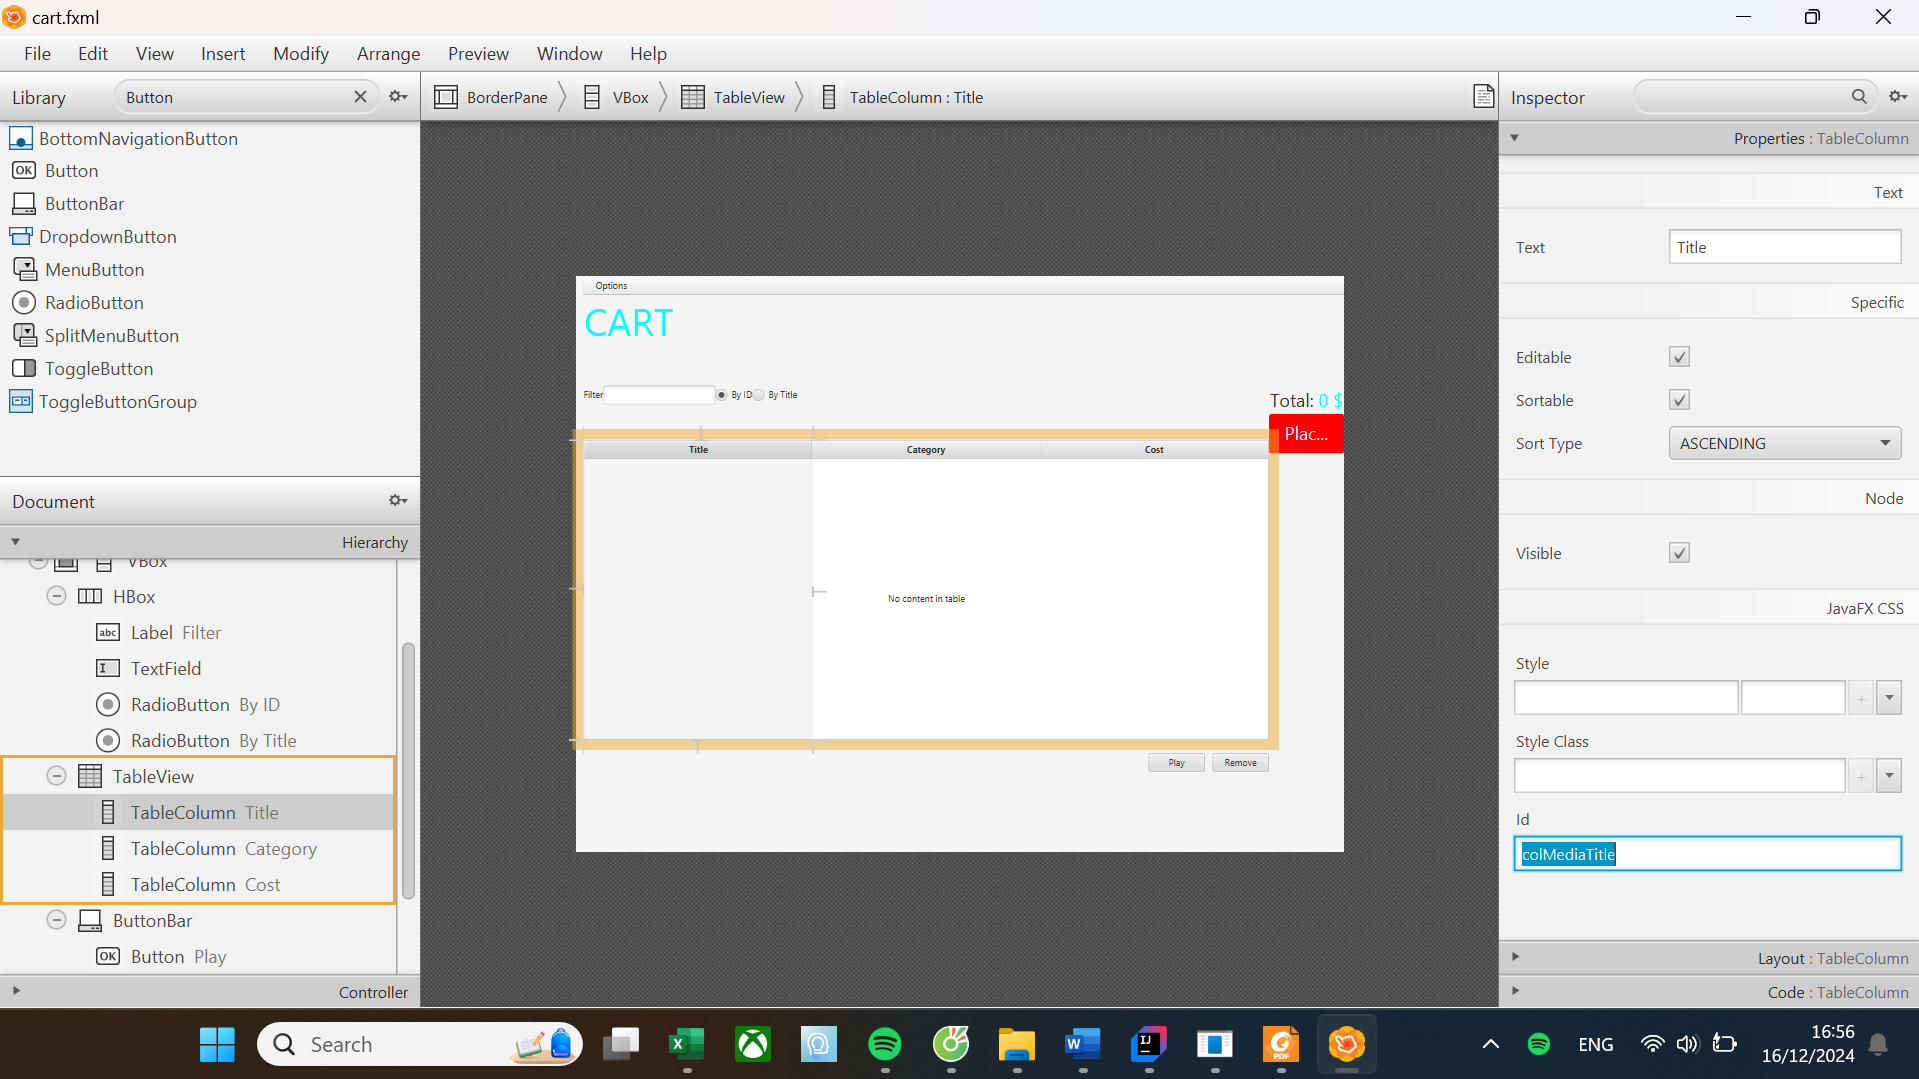 cart.fxml
File Edit View Insert Modify Arrange Preview Window Help
Library Button
BorderPane VBox TableView TableColumn : Title
Inspector
BottomNavigationButton
Button
ButtonBar
DropdownButton
MenuButton
RadioButton
SplitMenuButton
ToggleButton
ToggleButtonGroup
Document
Hierarchy
VBox
HBox
Label Filter
TextField
RadioButton By ID
RadioButton By Title
TableView
TableColumn Title
TableColumn Category
TableColumn Cost
ButtonBar
OK Button Play
Controller
Options
CART
Filter By ID By Title
Total: 0 $
Plac...
Title Category Cost
No content in table
Play Remove
Properties : TableColumn
Text
Text Title
Specific
Editable
Sortable
Sort Type ASCENDING
Node
Visible
JavaFX CSS
Style
Style Class
Id
colMediaTitle
Layout : TableColumn
Code : TableColumn
Search
ENG
16:56
16/12/2024